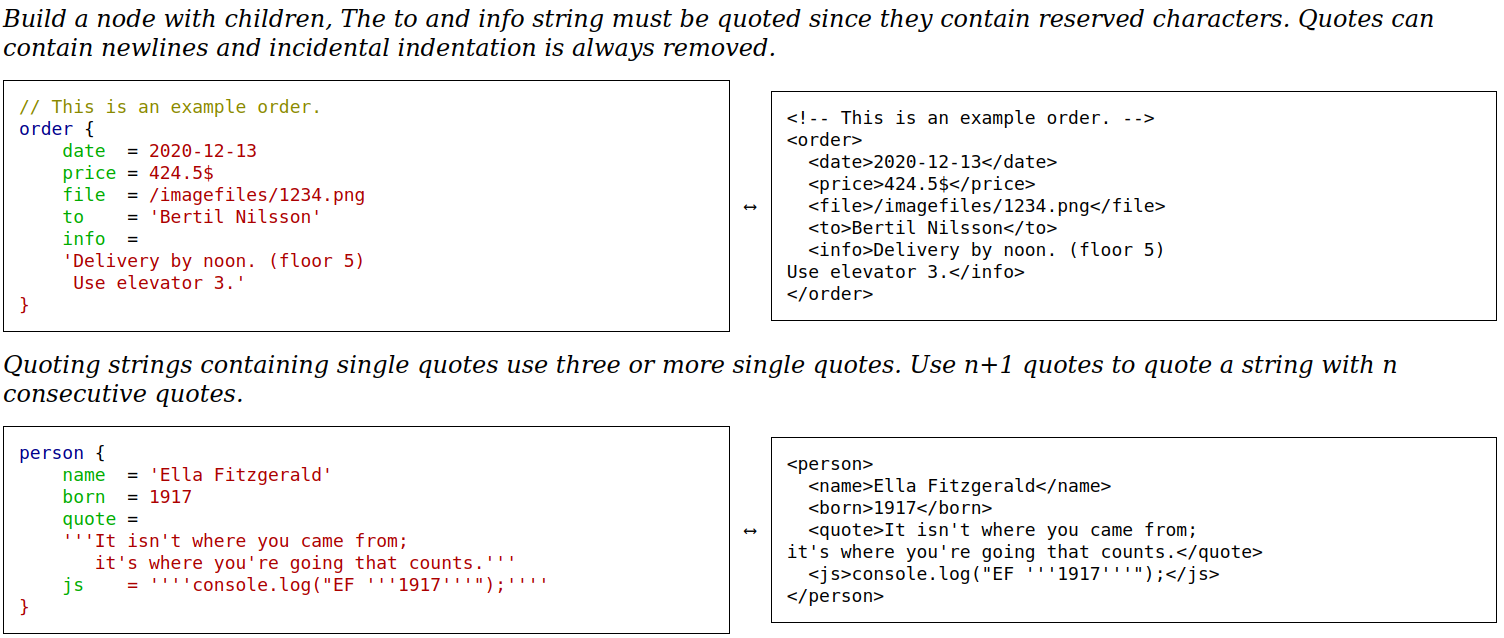 Build a node with children, The to and info string must be quoted since they contain reserved characters. Quotes can
contain newlines and incidental indentation is always removed.
// This is an example order.
order {
    date  = 2020-12-13
    price = 424.5$
    file  = /imagefiles/1234.png
    to    = 'Bertil Nilsson'
    info  =
    'Delivery by noon. (floor 5)
     Use elevator 3.'
}
↔
<!-- This is an example order. -->
<order>
  <date>2020-12-13</date>
  <price>424.5$</price>
  <file>/imagefiles/1234.png</file>
  <to>Bertil Nilsson</to>
  <info>Delivery by noon. (floor 5)
Use elevator 3.</info>
</order>
Quoting strings containing single quotes use three or more single quotes. Use n+1 quotes to quote a string with n
consecutive quotes.
person {
    name  = 'Ella Fitzgerald'
    born  = 1917
    quote =
    '''It isn't where you came from;
       it's where you're going that counts.'''
    js    = ''''console.log("EF '''1917'''");''''
}
↔
<person>
  <name>Ella Fitzgerald</name>
  <born>1917</born>
  <quote>It isn't where you came from;
it's where you're going that counts.</quote>
  <js>console.log("EF '''1917'''");</js>
</person>